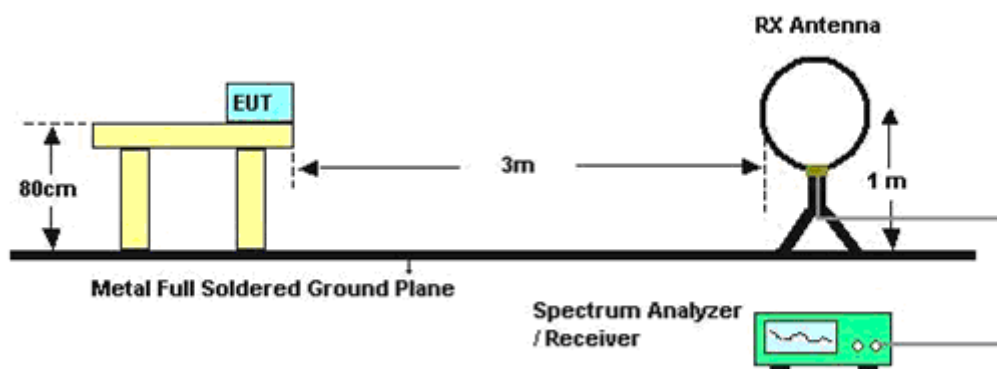 RX Antenna
EUT
80cm
3m
1 m
Metal Full Soldered Ground Plane
Spectrum Analyzer
/ Receiver